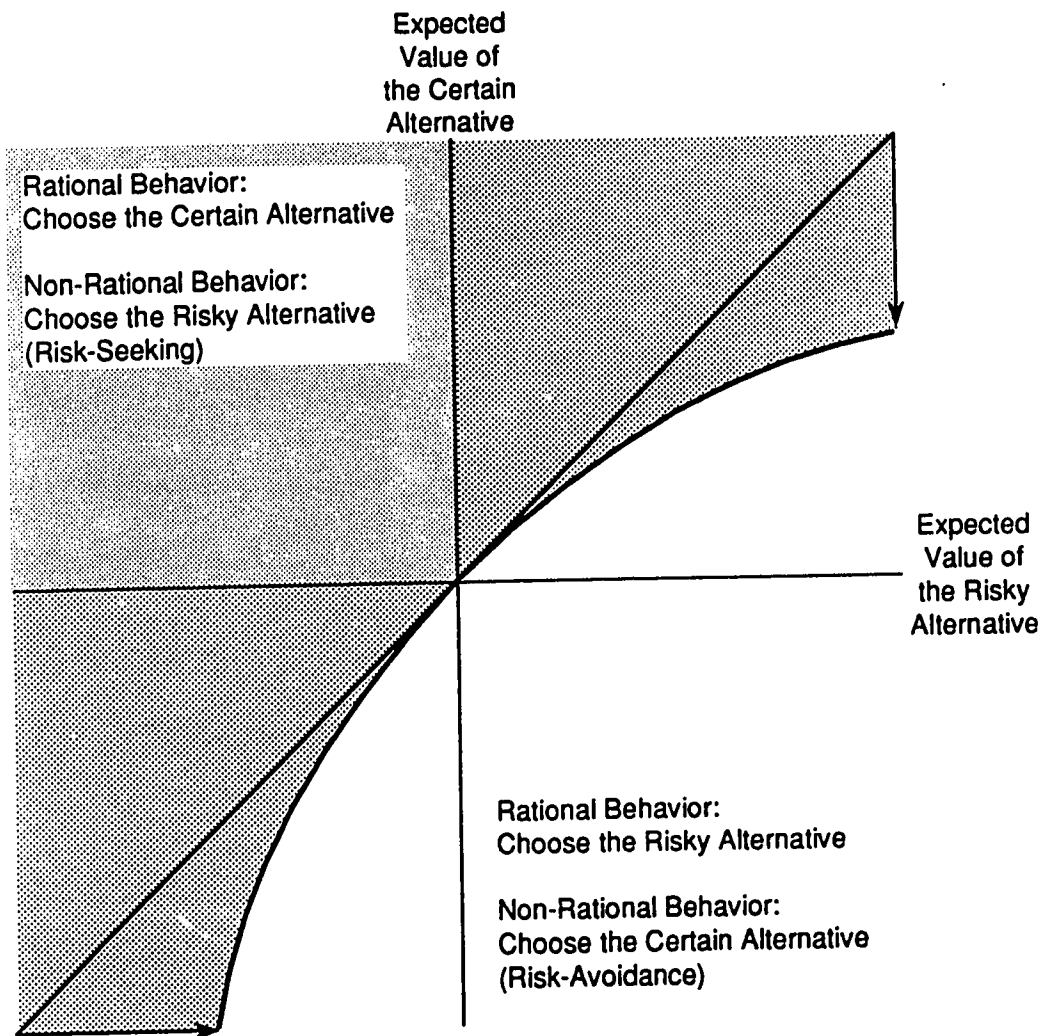 Expected
Value of
the Certain
Alternative
Rational Behavior:
Choose the Certain Alternative
Non-Rational Behavior:
Choose the Risky Alternative
(Risk-Seeking)
Expected
Value of
the Risky
Alternative
Rational Behavior:
Choose the Risky Alternative
Non-Rational Behavior:
Choose the Certain Alternative
(Risk-Avoidance)